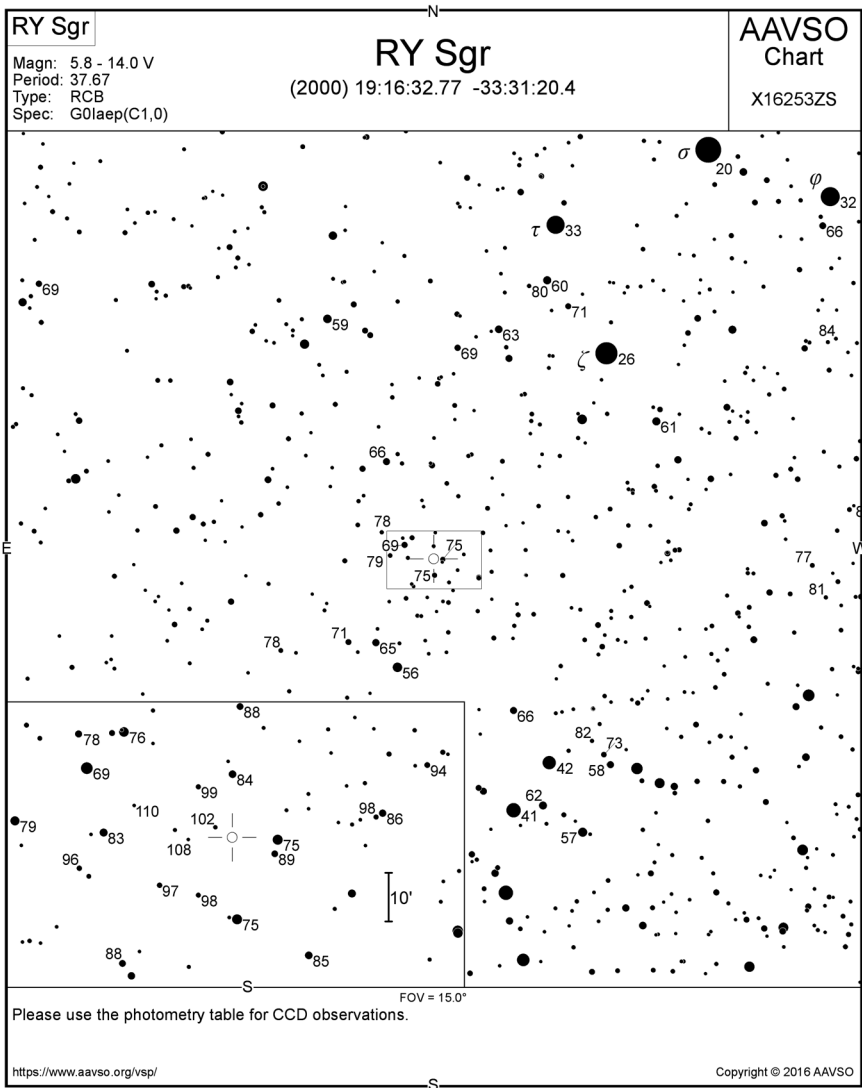 N
RY Sgr
Magn: 5.8 - 14.0 V
Period: 37.67
Type: RCB
Spec: G0Iaep(C1,0)
RY Sgr
(2000) 19:16:32.77 -33:31:20.4
AAVSO
Chart
X16253ZS
σ
20
φ
32
66
τ
33
69
80
60
71
59
63
69
84
ζ
26
61
66
78
8
E
W
69
75
79
75
77
81
71
78
65
56
88
66
78
76
82
73
69
84
94
42
58
99
110
102
98
86
62
41
79
83
108
75
89
57
96
97
98
10'
75
88
85
S
FOV = 15.0°
Please use the photometry table for CCD observations.
https://www.aavso.org/vsp/
Copyright © 2016 AAVSO
S